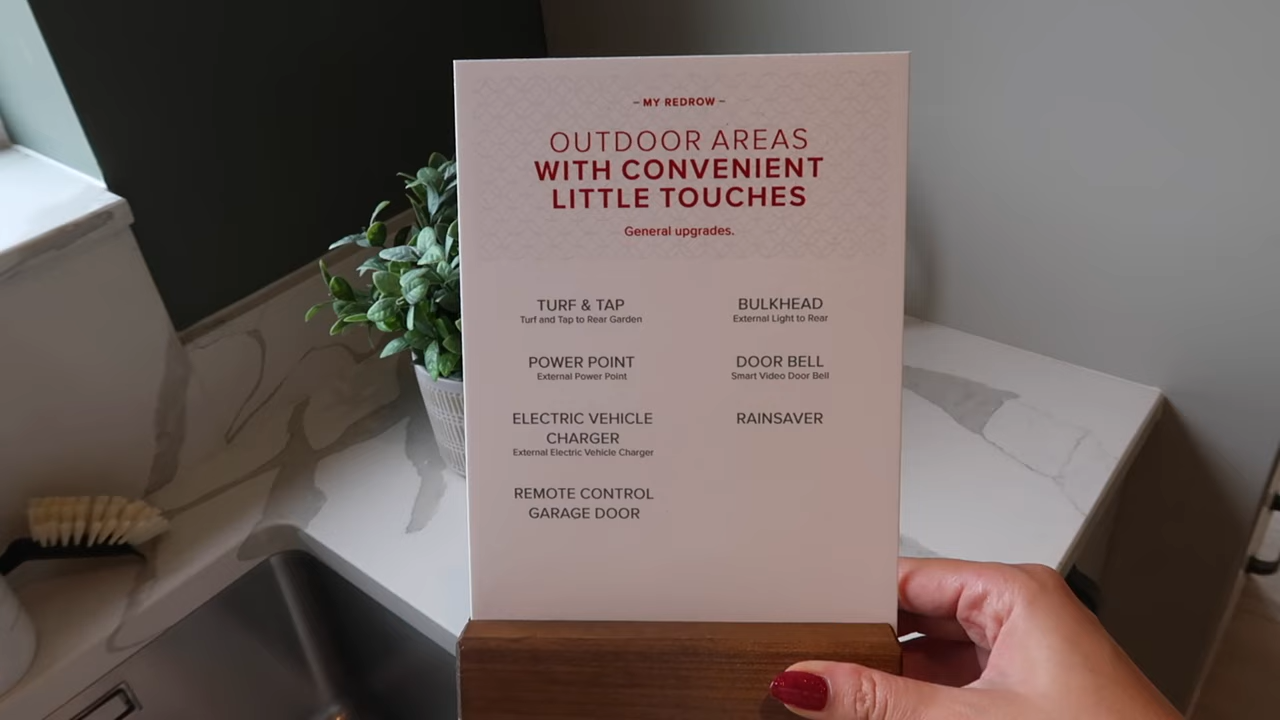 – MY REDROW –
OUTDOOR AREAS
WITH CONVENIENT
LITTLE TOUCHES
General upgrades.
TURF & TAP
Turf and Tap to Rear Garden
POWER POINT
External Power Point
ELECTRIC VEHICLE
CHARGER
External Electric Vehicle Charger
REMOTE CONTROL
GARAGE DOOR
BULKHEAD
External Light to Rear
DOOR BELL
Smart Video Door Bell
RAINSAVER